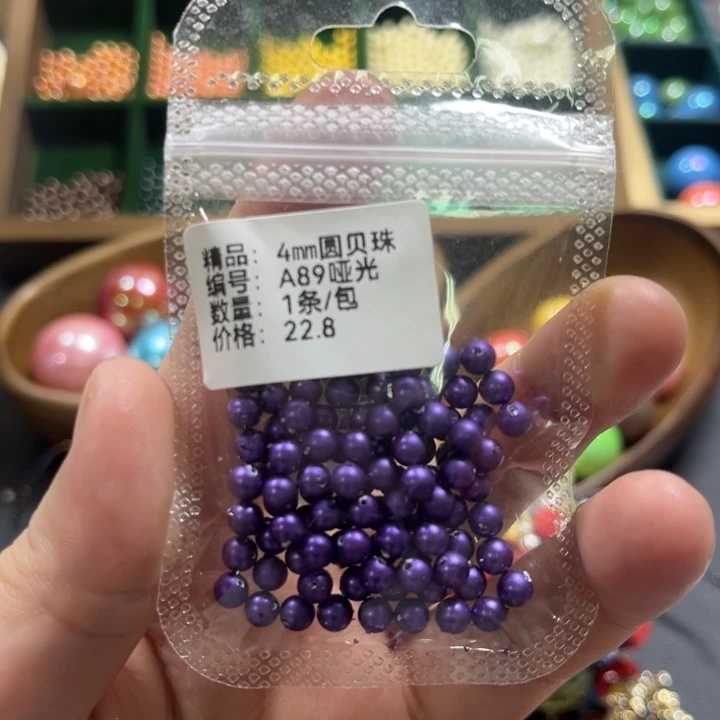 精品： 4mm圆贝珠
编号： A89哑光
数量： 1条/包
价格： 22.8